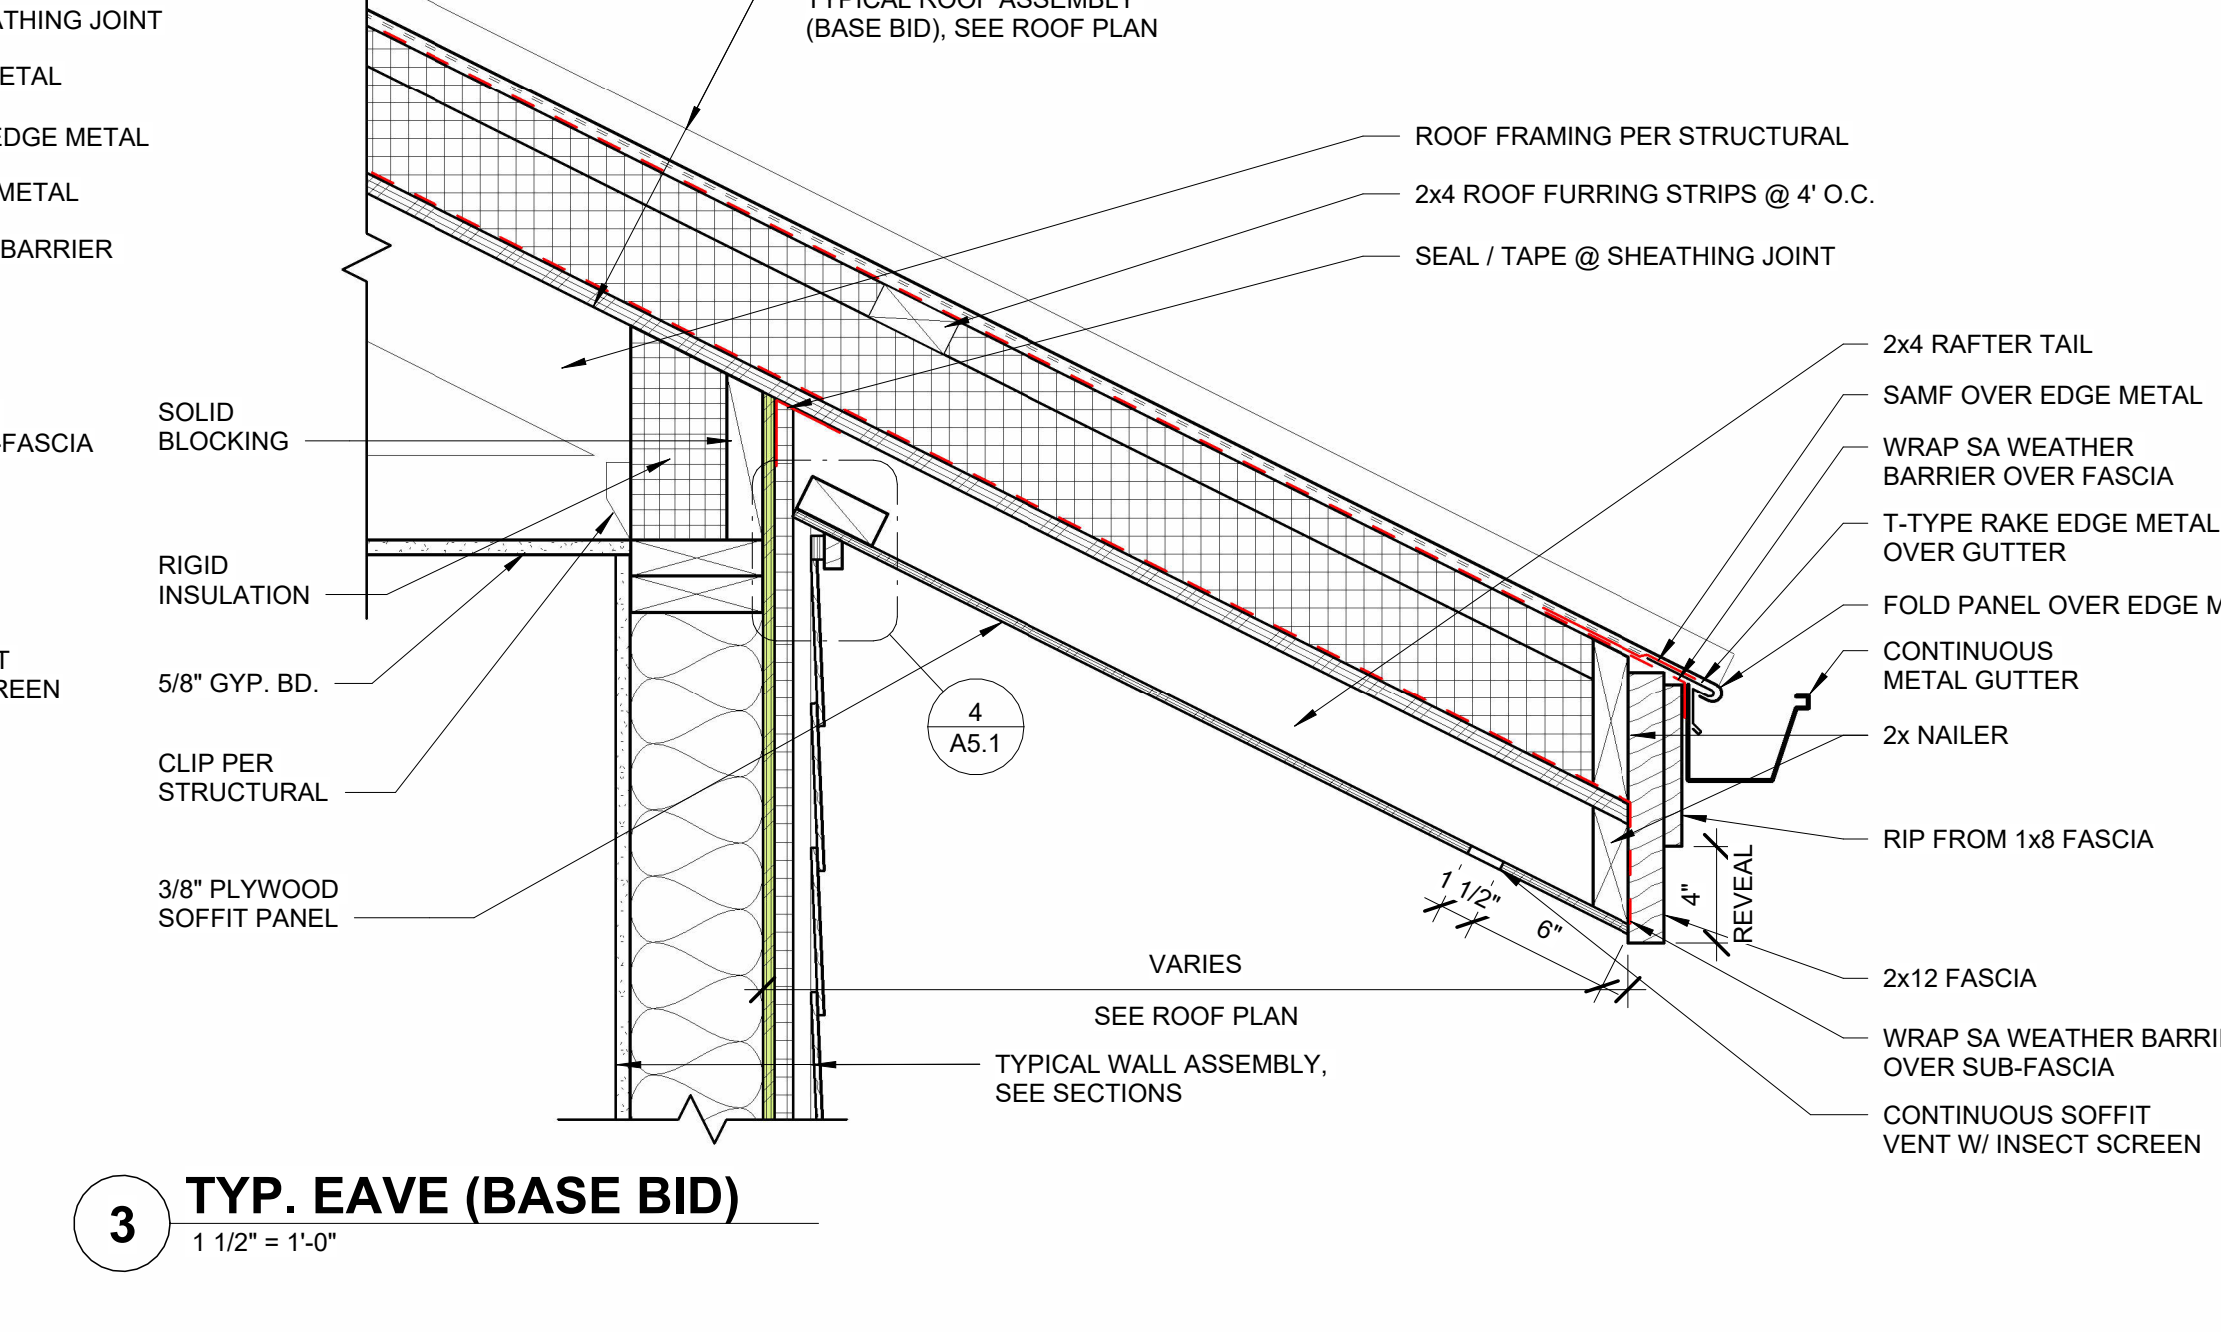 ATHING JOINT
ETAL
EDGE METAL
METAL
BARRIER
-FASCIA
T
REEN
TYPICAL ROOF ASSEMBLY
(BASE BID), SEE ROOF PLAN
ROOF FRAMING PER STRUCTURAL
2x4 ROOF FURRING STRIPS @ 4' O.C.
SEAL / TAPE @ SHEATHING JOINT
2x4 RAFTER TAIL
SAMF OVER EDGE METAL
WRAP SA WEATHER
BARRIER OVER FASCIA
T-TYPE RAKE EDGE METAL
OVER GUTTER
FOLD PANEL OVER EDGE M
CONTINUOUS
METAL GUTTER
2x NAILER
RIP FROM 1x8 FASCIA
2x12 FASCIA
WRAP SA WEATHER BARRI
OVER SUB-FASCIA
CONTINUOUS SOFFIT
VENT W/ INSECT SCREEN
SOLID
BLOCKING
RIGID
INSULATION
5/8" GYP. BD.
CLIP PER
STRUCTURAL
3/8" PLYWOOD
SOFFIT PANEL
4
A5.1
1 1/2"
6"
4"
REVEAL
VARIES
SEE ROOF PLAN
TYPICAL WALL ASSEMBLY,
SEE SECTIONS
3
TYP. EAVE (BASE BID)
1 1/2" = 1'-0"